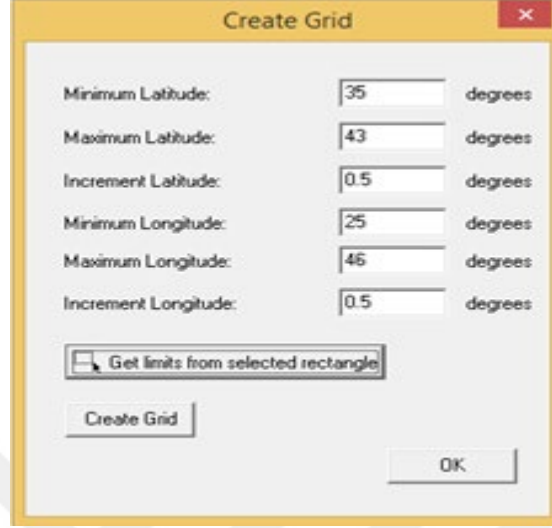 Create Grid
Minimum Latitude: 35 degrees
Maximum Latitude: 43 degrees
Increment Latitude: 0.5 degrees
Minimum Longitude: 25 degrees
Maximum Longitude: 46 degrees
Increment Longitude: 0.5 degrees
Get limits from selected rectangle
Create Grid
OK